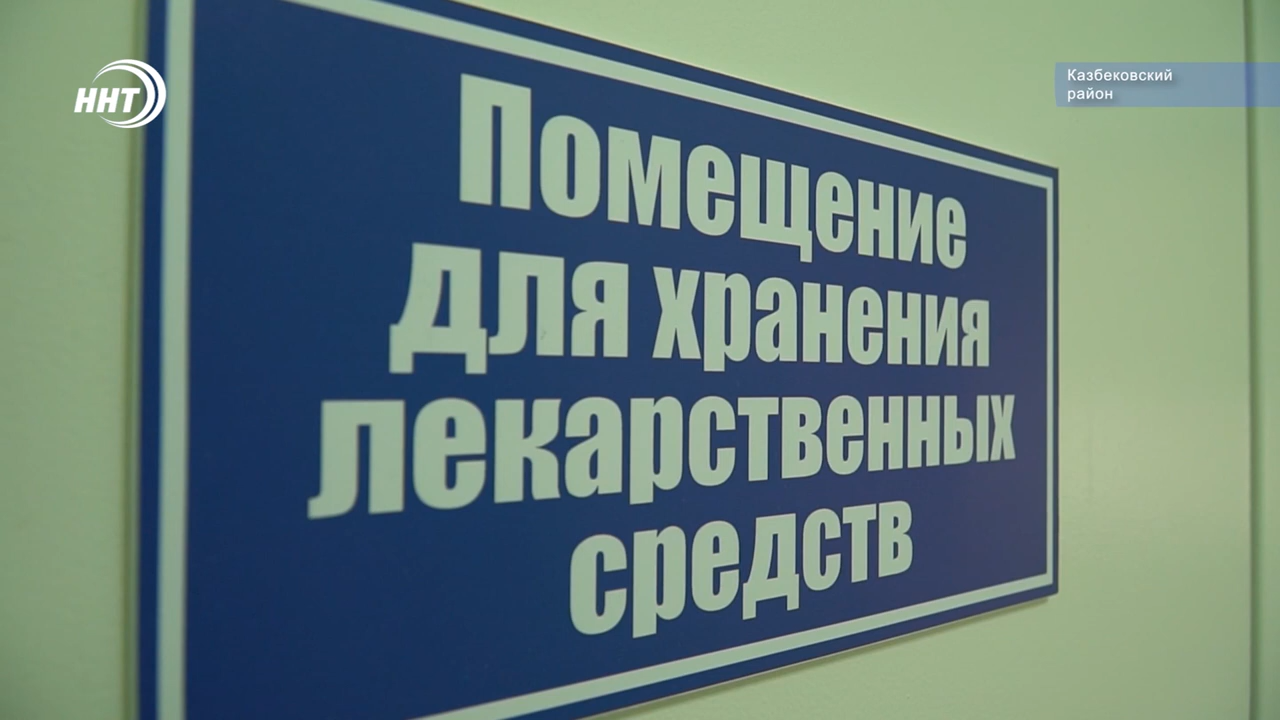 ННТ
Казбековский
район
Помещение
для хранения
лекарственных
средств